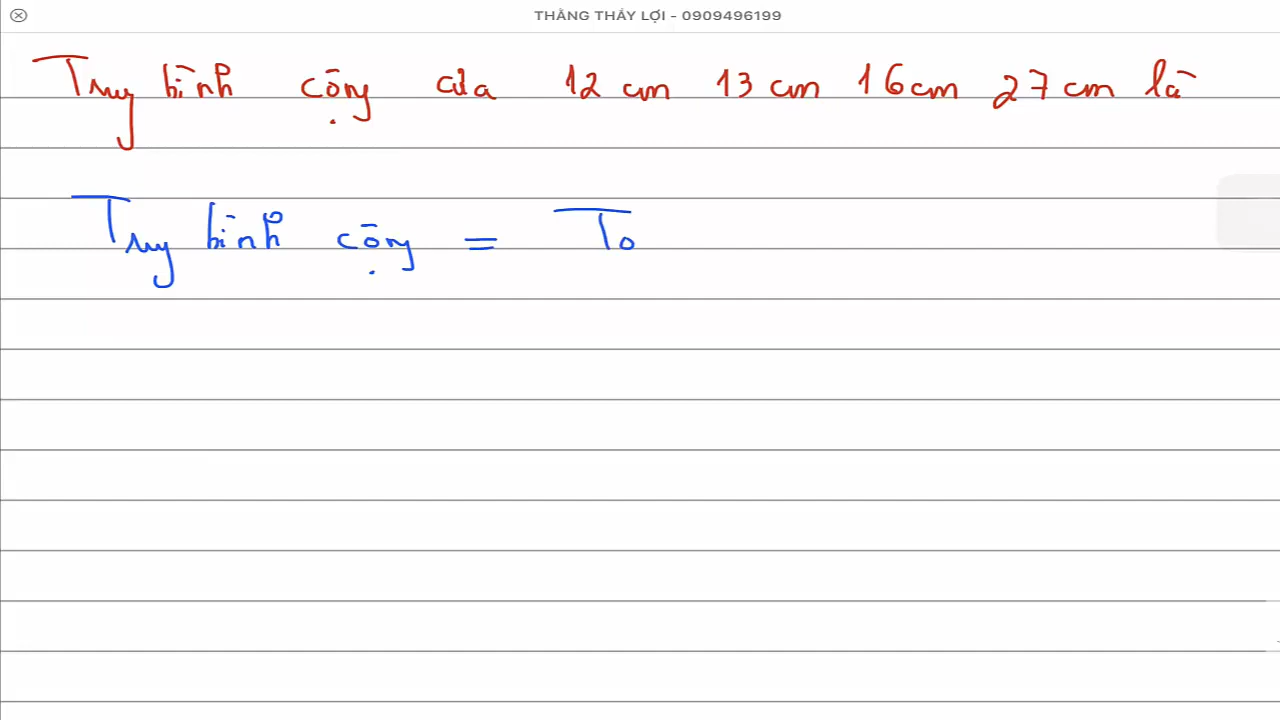 THẮNG THẦY LỢI - 0909496199
Trung bình cộng của 12 cm 13 cm 16 cm 27 cm là
Trung bình cộng = To